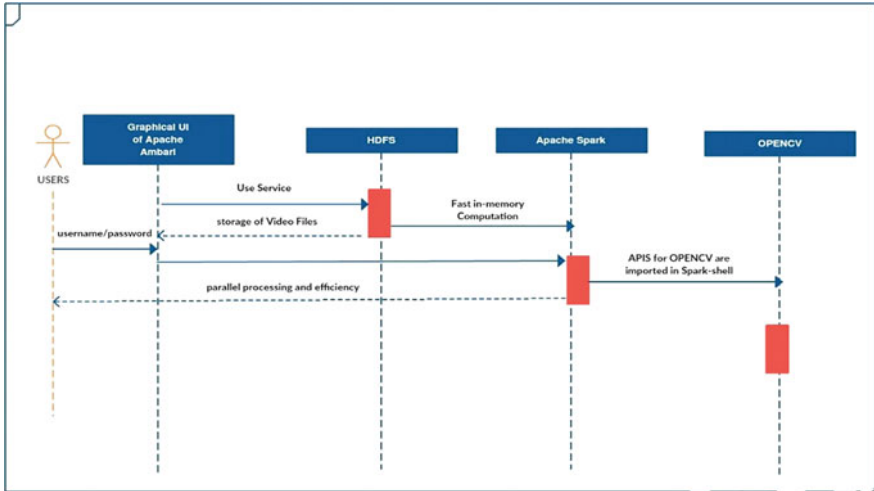 Graphical UI
of Apache
Ambari
HDFS
Apache Spark
OPENCV
USERS
Use Service
Fast in-memory
Computation
storage of Video Files
username/password
APIS for OPENCV are
imported in Spark-shell
parallel processing and efficiency